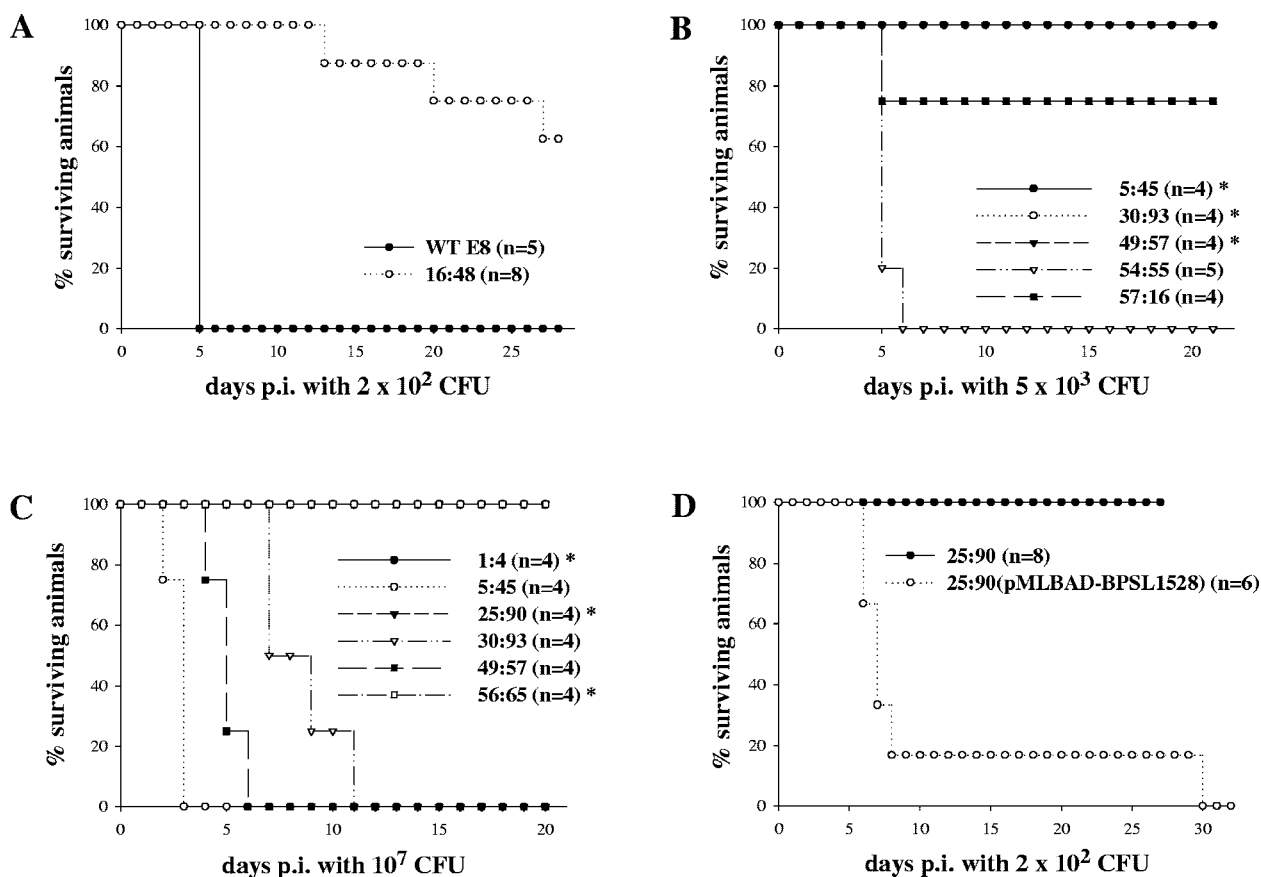 A
% surviving animals
100
80
60
40
20
0
0 5 10 15 20 25
WT E8 (n=5)
16:48 (n=8)
days p.i. with 2 x 10² CFU
B
% surviving animals
100
80
60
40
20
0
0 5 10 15 20
5:45 (n=4) *
30:93 (n=4) *
49:57 (n=4) *
54:55 (n=5)
57:16 (n=4)
days p.i. with 5 x 10³ CFU
C
% surviving animals
100
80
60
40
20
0
0 5 10 15 20
1:4 (n=4) *
5:45 (n=4)
25:90 (n=4) *
30:93 (n=4)
49:57 (n=4)
56:65 (n=4) *
days p.i. with 10⁷ CFU
D
% surviving animals
100
80
60
40
20
0
0 5 10 15 20 25 30
25:90 (n=8)
25:90(pMLBAD-BPSL1528) (n=6)
days p.i. with 2 x 10² CFU